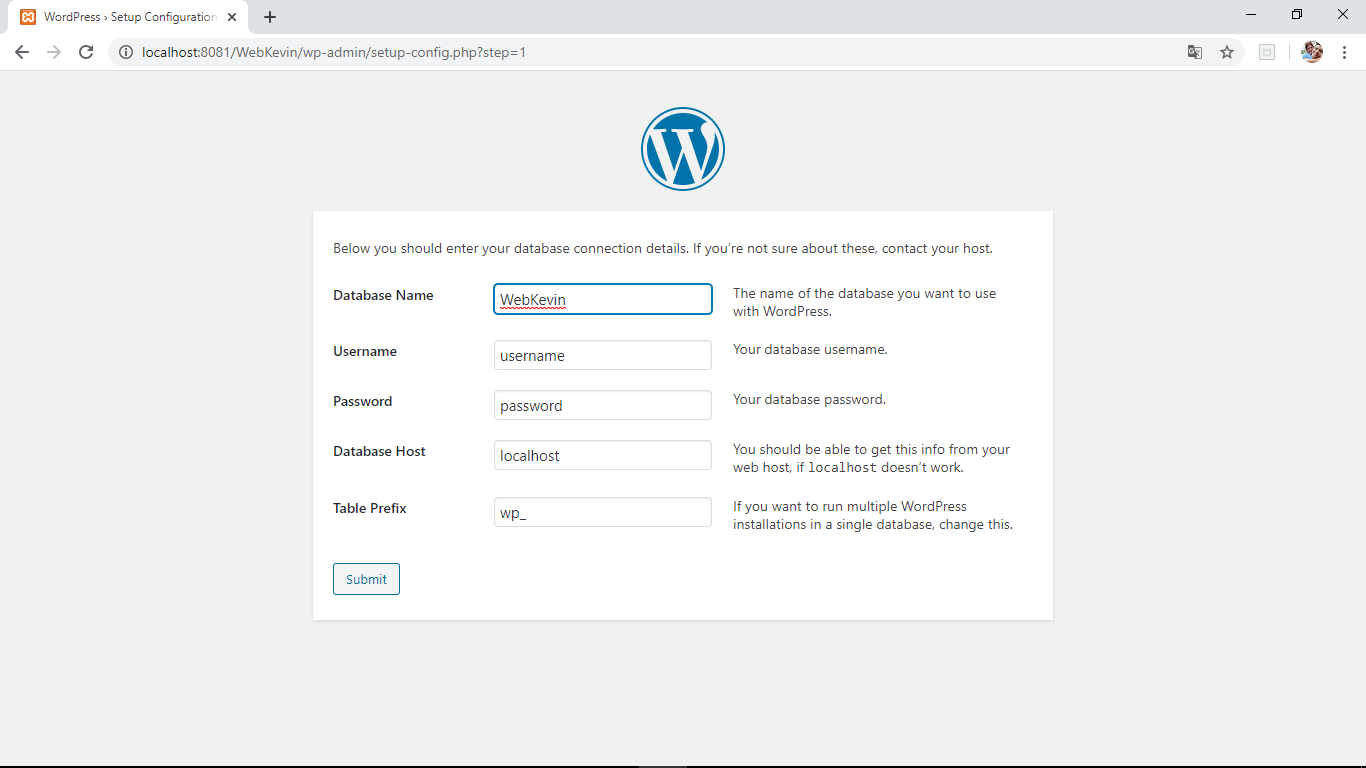 WordPress › Setup Configuration
localhost:8081/WebKevin/wp-admin/setup-config.php?step=1
Below you should enter your database connection details. If you’re not sure about these, contact your host.
Database Name
WebKevin
The name of the database you want to use
with WordPress.
Username
username
Your database username.
Password
password
Your database password.
Database Host
localhost
You should be able to get this info from your
web host, if localhost doesn’t work.
Table Prefix
wp_
If you want to run multiple WordPress
installations in a single database, change this.
Submit